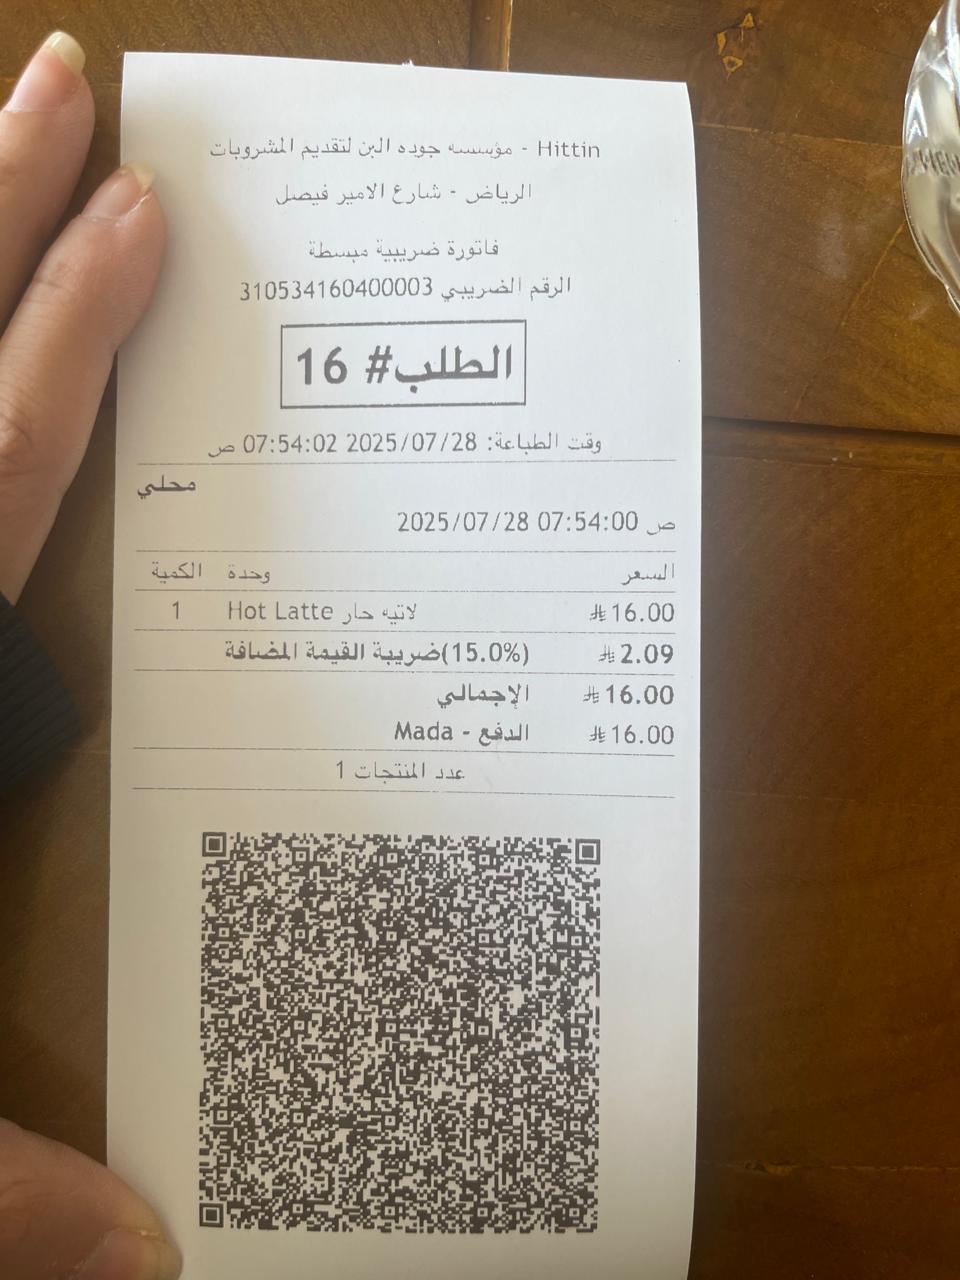 Hittin - مؤسسه جوده البن لتقديم المشروبات
الرياض - شارع الامير فيصل
فاتورة ضريبية مبسطة
الرقم الضريبي 310534160400003
الطلب# 16
وقت الطباعة: 2025/07/28 07:54:02 ص
محلي
2025/07/28 07:54:00 ص
الكمية وحدة السعر
1 Hot Latte لاتيه حار 16.00
ضريبة القيمة المضافة(15.0%) 2.09
الإجمالي 16.00
الدفع - Mada 16.00
عدد المنتجات 1